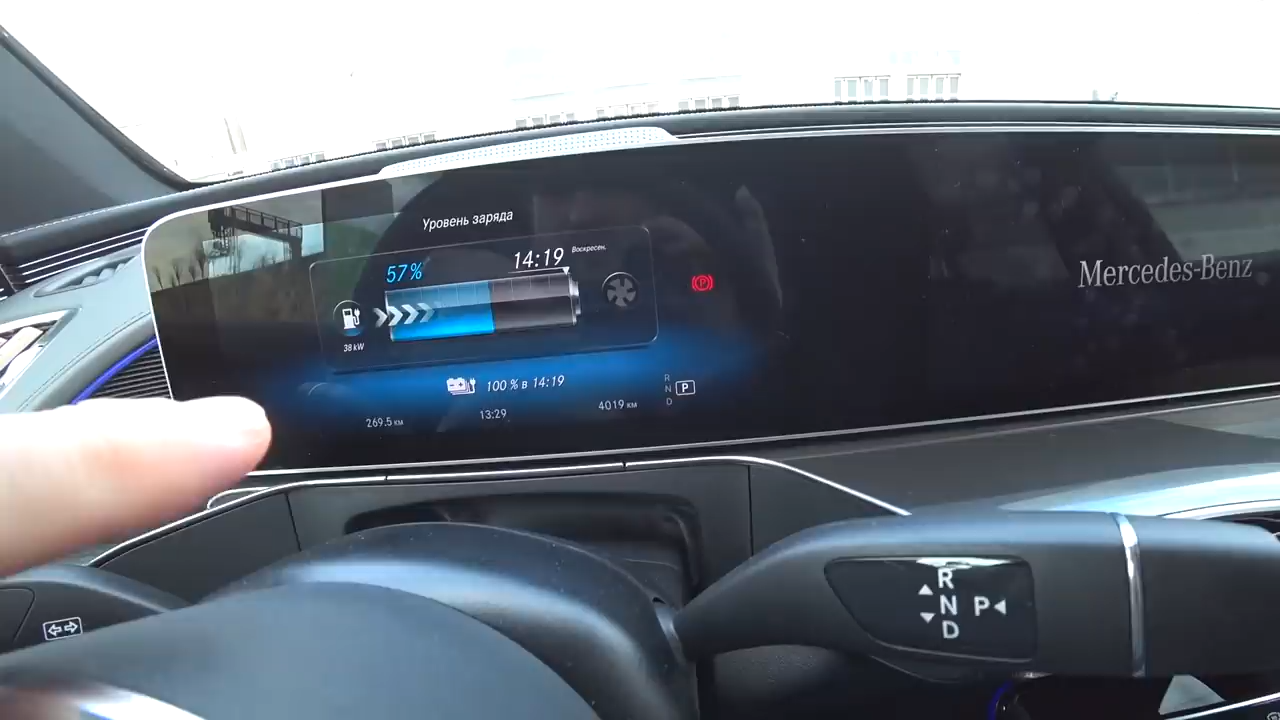 Уровень заряда
57%
14:19
Воскресен.
38 kW
100 % в 14:19
269.5 км
13:29
4019 км
R
N
D
P
Mercedes-Benz
R
N
D
P